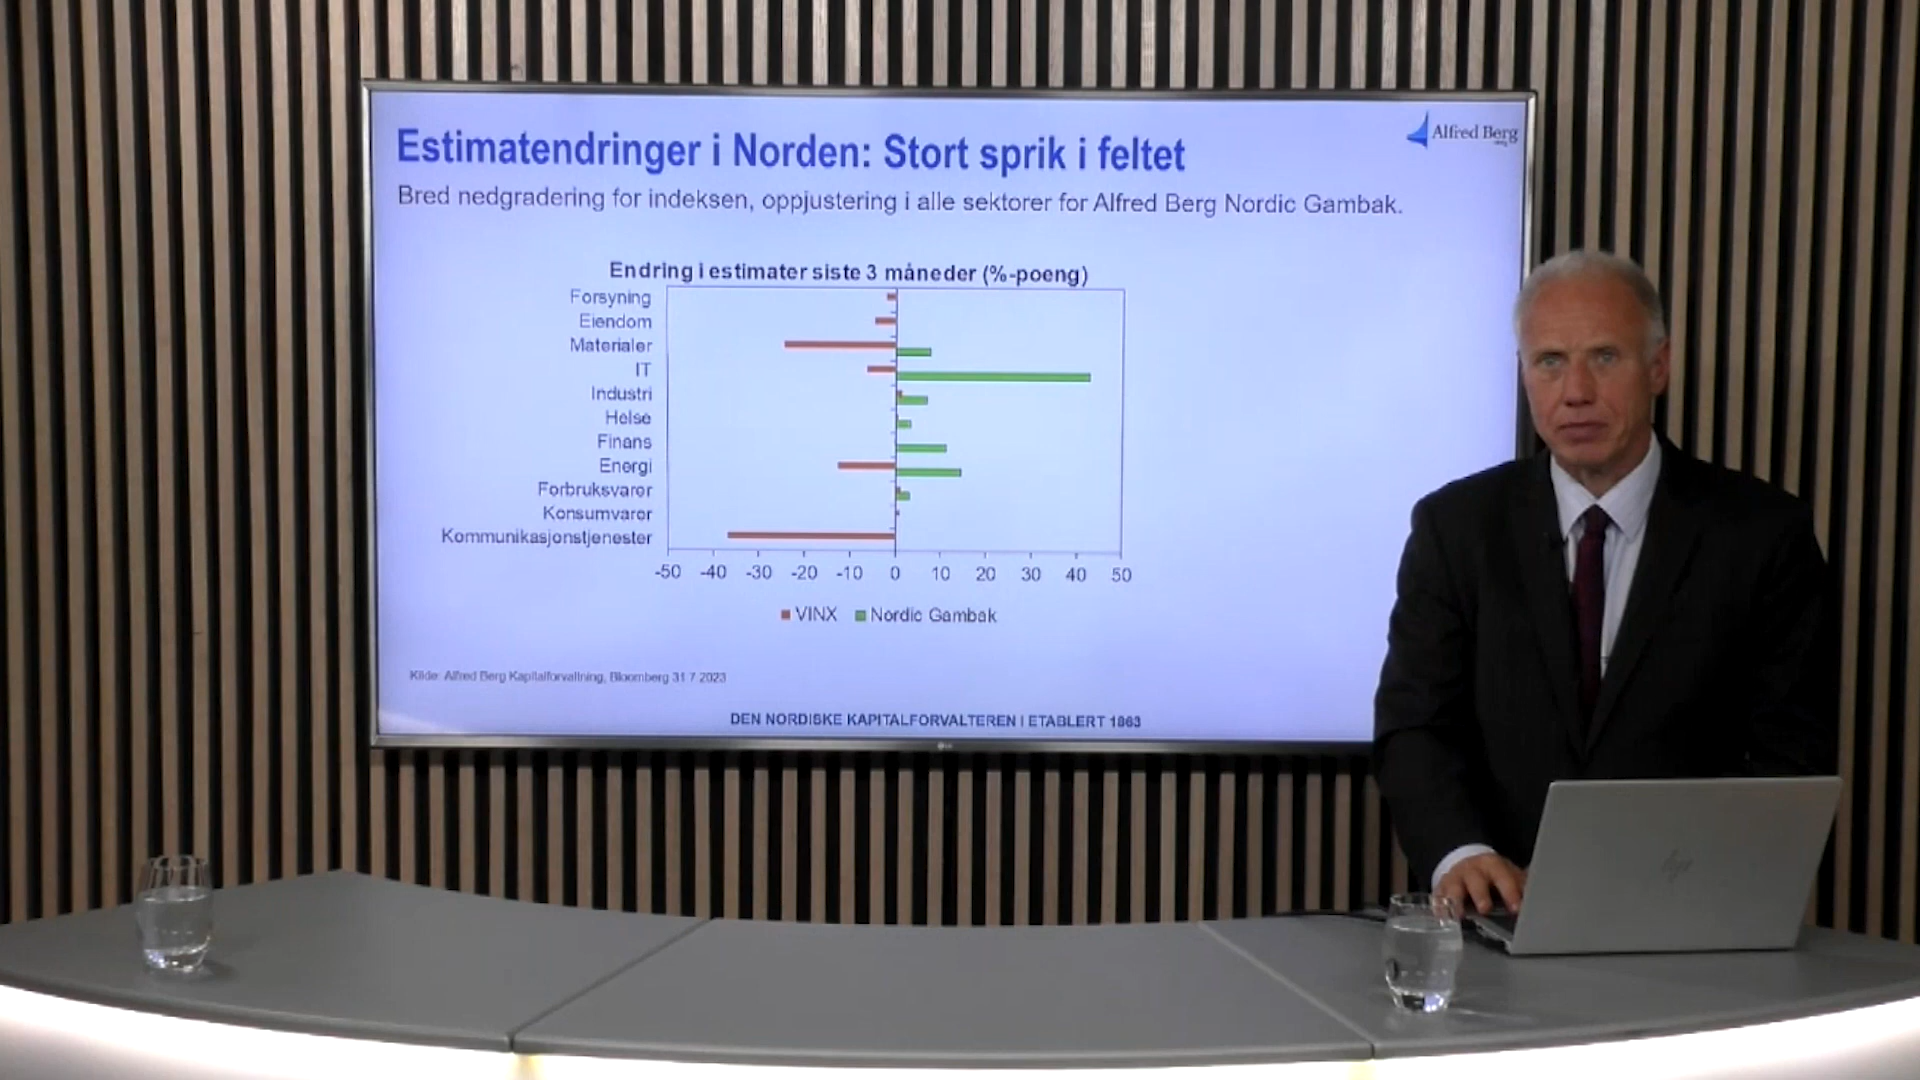 Estimatendringer i Norden: Stort sprik i feltet
Alfred Berg
Bred nedgradering for indeksen, oppjustering i alle sektorer for Alfred Berg Nordic Gambak.
Endring i estimater siste 3 måneder (%-poeng)
Forsyning
Eiendom
Materialer
IT
Industri
Helse
Finans
Energi
Forbruksvarer
Konsumvarer
Kommunikasjonstjenester
-50 -40 -30 -20 -10 0 10 20 30 40 50
VINX Nordic Gambak
Kilde: Alfred Berg Kapitalforvaltning, Bloomberg 31.7.2023
DEN NORDISKE KAPITALFORVALTEREN I ETABLERT 1863
LG
hp